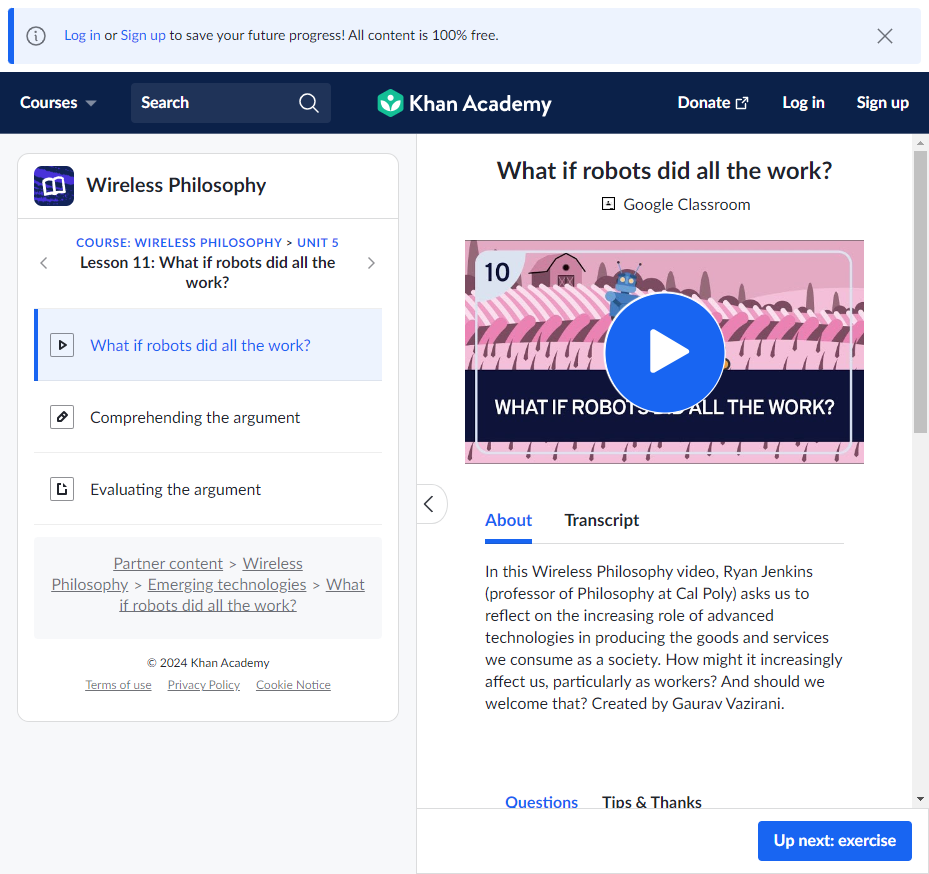 Log in or Sign up to save your future progress! All content is 100% free.
Courses
Search
Khan Academy
Donate
Log in
Sign up
Wireless Philosophy
COURSE: WIRELESS PHILOSOPHY > UNIT 5
Lesson 11: What if robots did all the
work?
What if robots did all the work?
Comprehending the argument
Evaluating the argument
Partner content > Wireless
Philosophy > Emerging technologies > What
if robots did all the work?
© 2024 Khan Academy
Terms of use Privacy Policy Cookie Notice
What if robots did all the work?
Google Classroom
10
WHAT IF ROBOTS DID ALL THE WORK?
About Transcript
In this Wireless Philosophy video, Ryan Jenkins
(professor of Philosophy at Cal Poly) asks us to
reflect on the increasing role of advanced
technologies in producing the goods and services
we consume as a society. How might it increasingly
affect us, particularly as workers? And should we
welcome that? Created by Gaurav Vazirani.
Questions Tips & Thanks
Up next: exercise